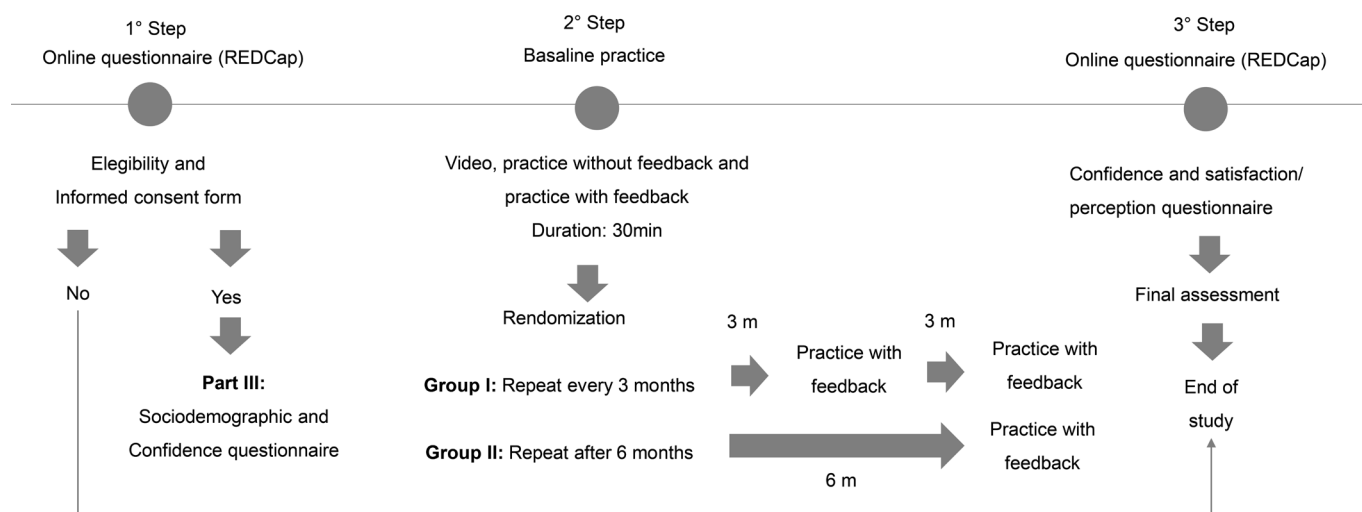 1° Step
Online questionnaire (REDCap)
Elegibility and
Informed consent form
No
Yes
Part III:
Sociodemographic and
Confidence questionnaire
2° Step
Basaline practice
Video, practice without feedback and
practice with feedback
Duration: 30min
Rendomization
Group I: Repeat every 3 months
3 m
Practice with
feedback
3 m
Practice with
feedback
Group II: Repeat after 6 months
6 m
Practice with
feedback
3° Step
Online questionnaire (REDCap)
Confidence and satisfaction/
perception questionnaire
Final assessment
End of
study